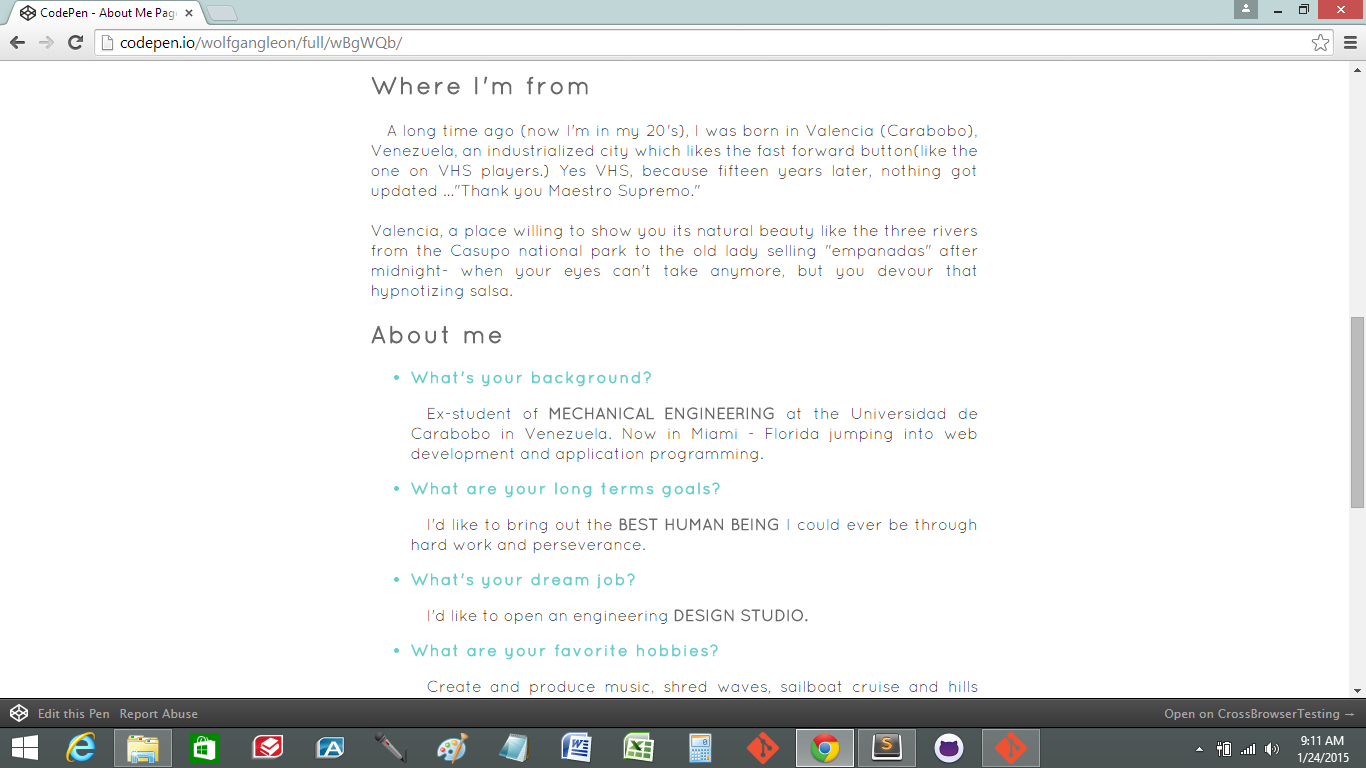 CodePen - About Me Pag
codepen.io/wolfgangleon/full/wBgWQb/
Where I'm from
A long time ago (now I'm in my 20's), I was born in Valencia (Carabobo),
Venezuela, an industrialized city which likes the fast forward button(like the
one on VHS players.) Yes VHS, because fifteen years later, nothing got
updated ..."Thank you Maestro Supremo."
Valencia, a place willing to show you its natural beauty like the three rivers
from the Casupo national park to the old lady selling "empanadas" after
midnight- when your eyes can't take anymore, but you devour that
hypnotizing salsa.
About me
• What's your background?
Ex-student of MECHANICAL ENGINEERING at the Universidad de
Carabobo in Venezuela. Now in Miami - Florida jumping into web
development and application programming.
• What are your long terms goals?
I'd like to bring out the BEST HUMAN BEING I could ever be through
hard work and perseverance.
• What's your dream job?
I'd like to open an engineering DESIGN STUDIO.
• What are your favorite hobbies?
Create and produce music, shred waves, sailboat cruise and hills
Edit this Pen Report Abuse Open on CrossBrowserTesting →
9:11 AM
1/24/2015